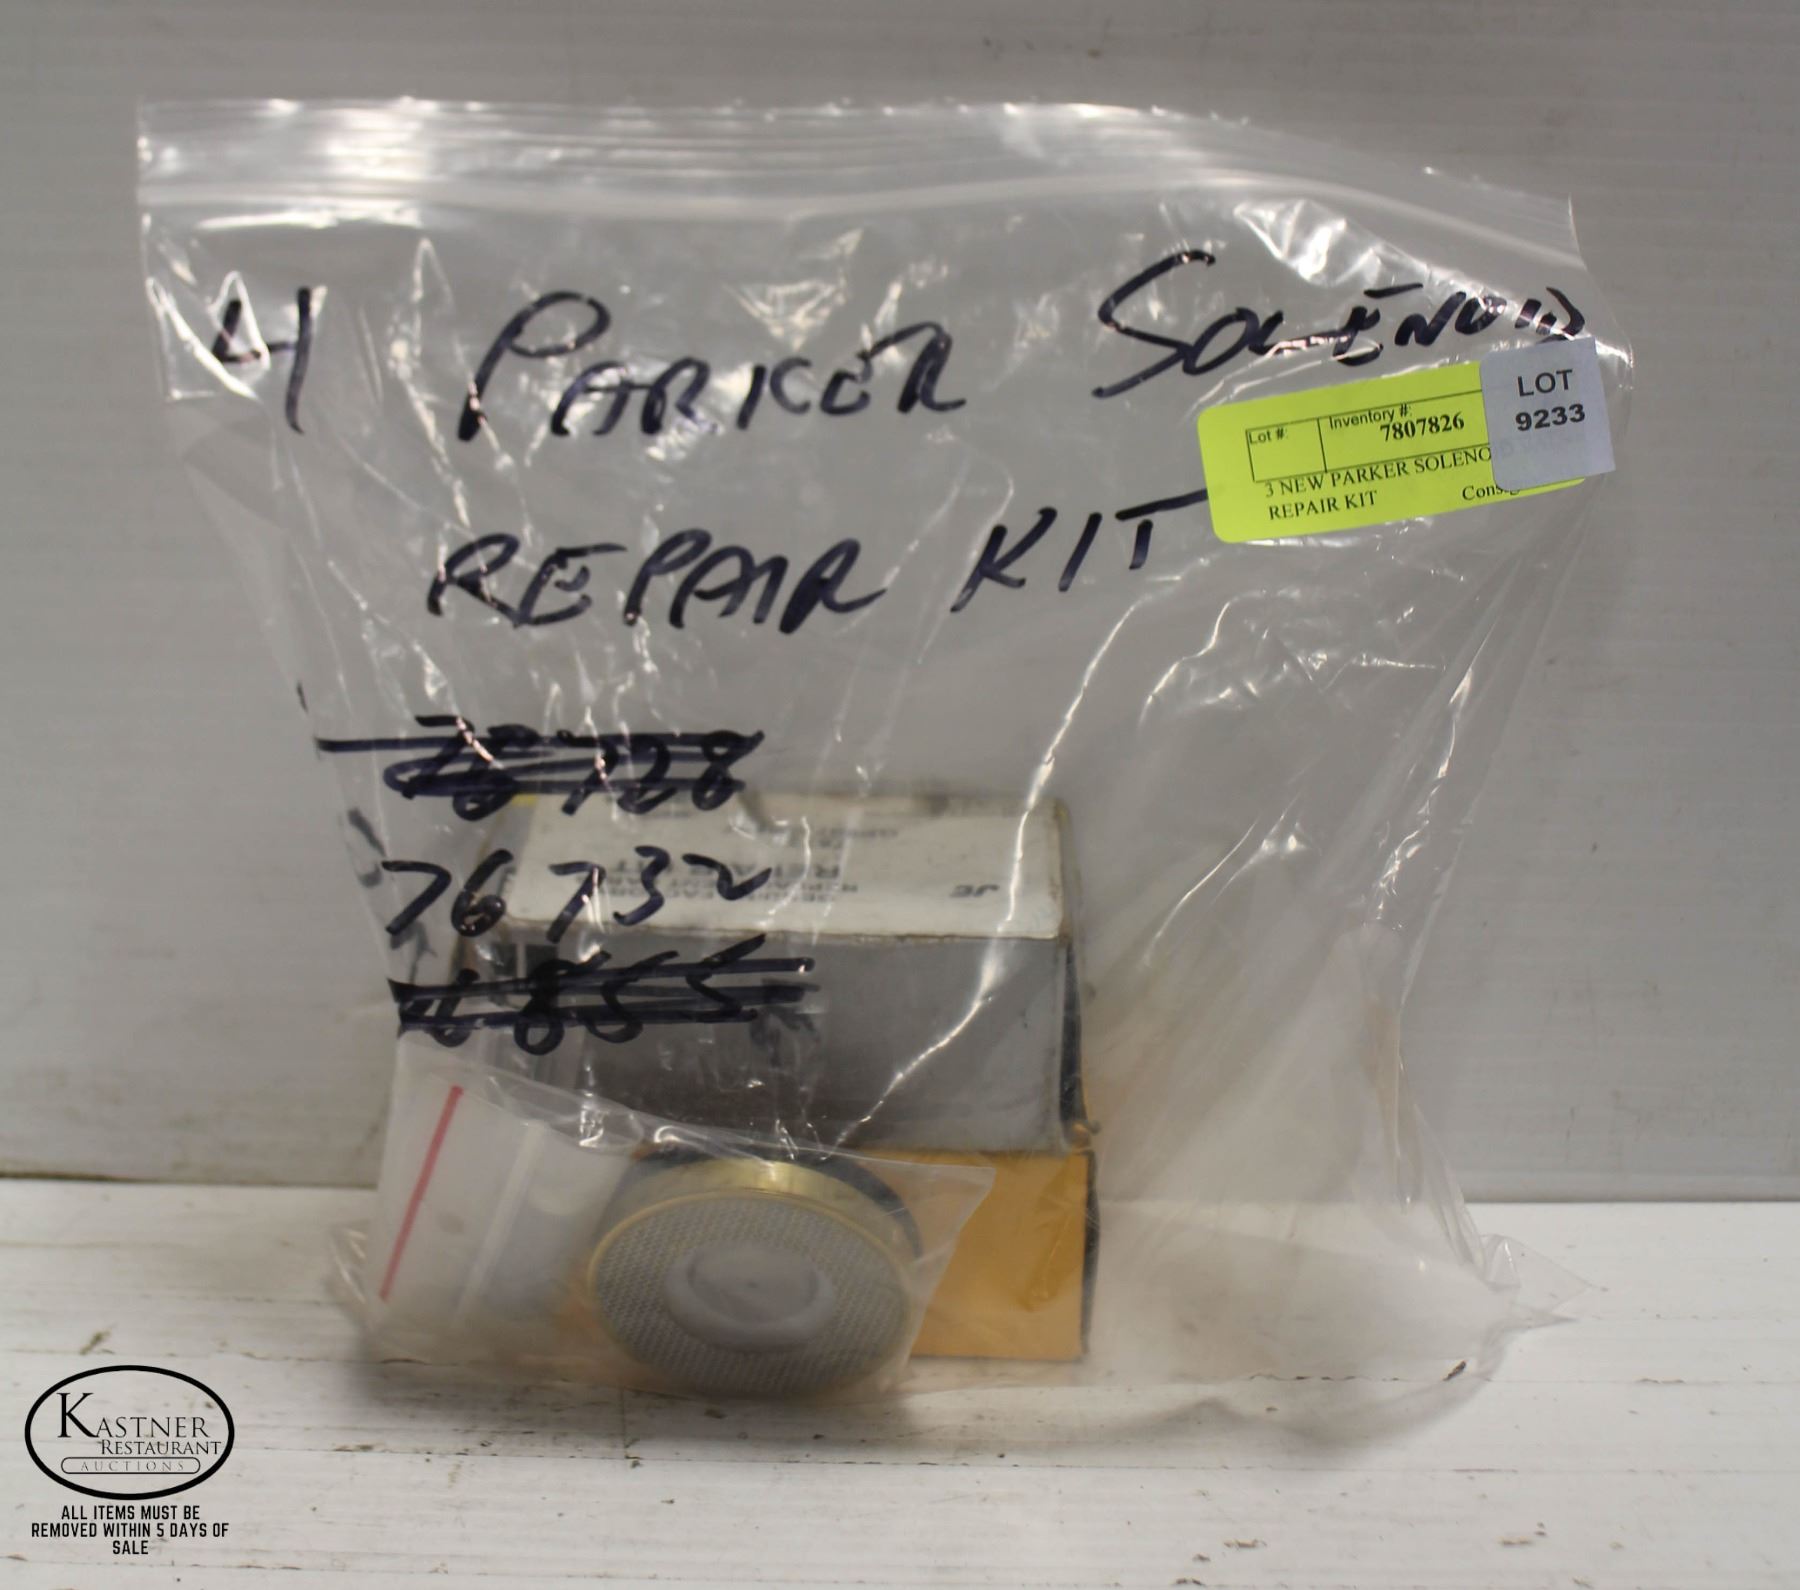 4 PARKER SOLENOID
REPAIR KIT
LOT
9233
Lot #: Inventory #:
7807826
3 NEW PARKER SOLENO
REPAIR KIT
76732
KASTNER
RESTAURANT
AUCTIONS
ALL ITEMS MUST BE
REMOVED WITHIN 5 DAYS OF
SALE